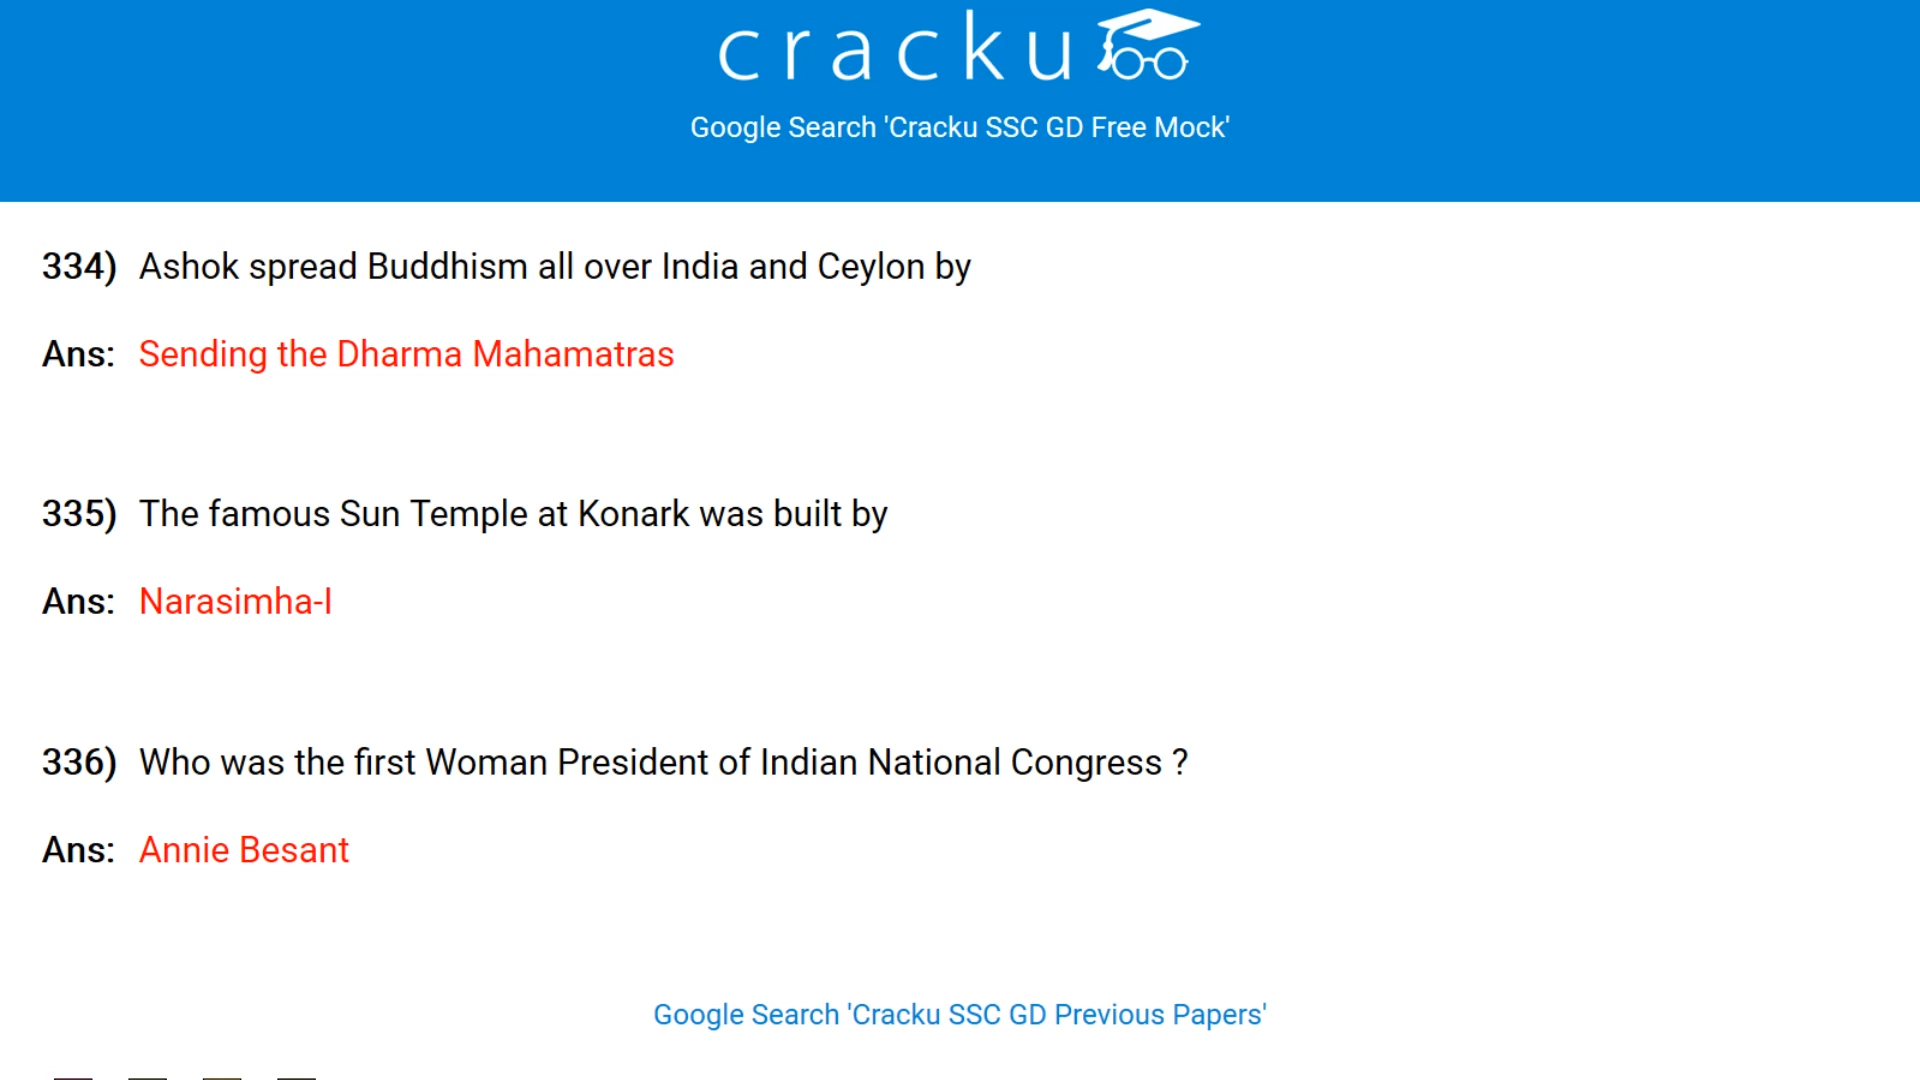 cracku
Google Search 'Cracku SSC GD Free Mock'
334) Ashok spread Buddhism all over India and Ceylon by
Ans: Sending the Dharma Mahamatras
335) The famous Sun Temple at Konark was built by
Ans: Narasimha-I
336) Who was the first Woman President of Indian National Congress ?
Ans: Annie Besant
Google Search 'Cracku SSC GD Previous Papers'